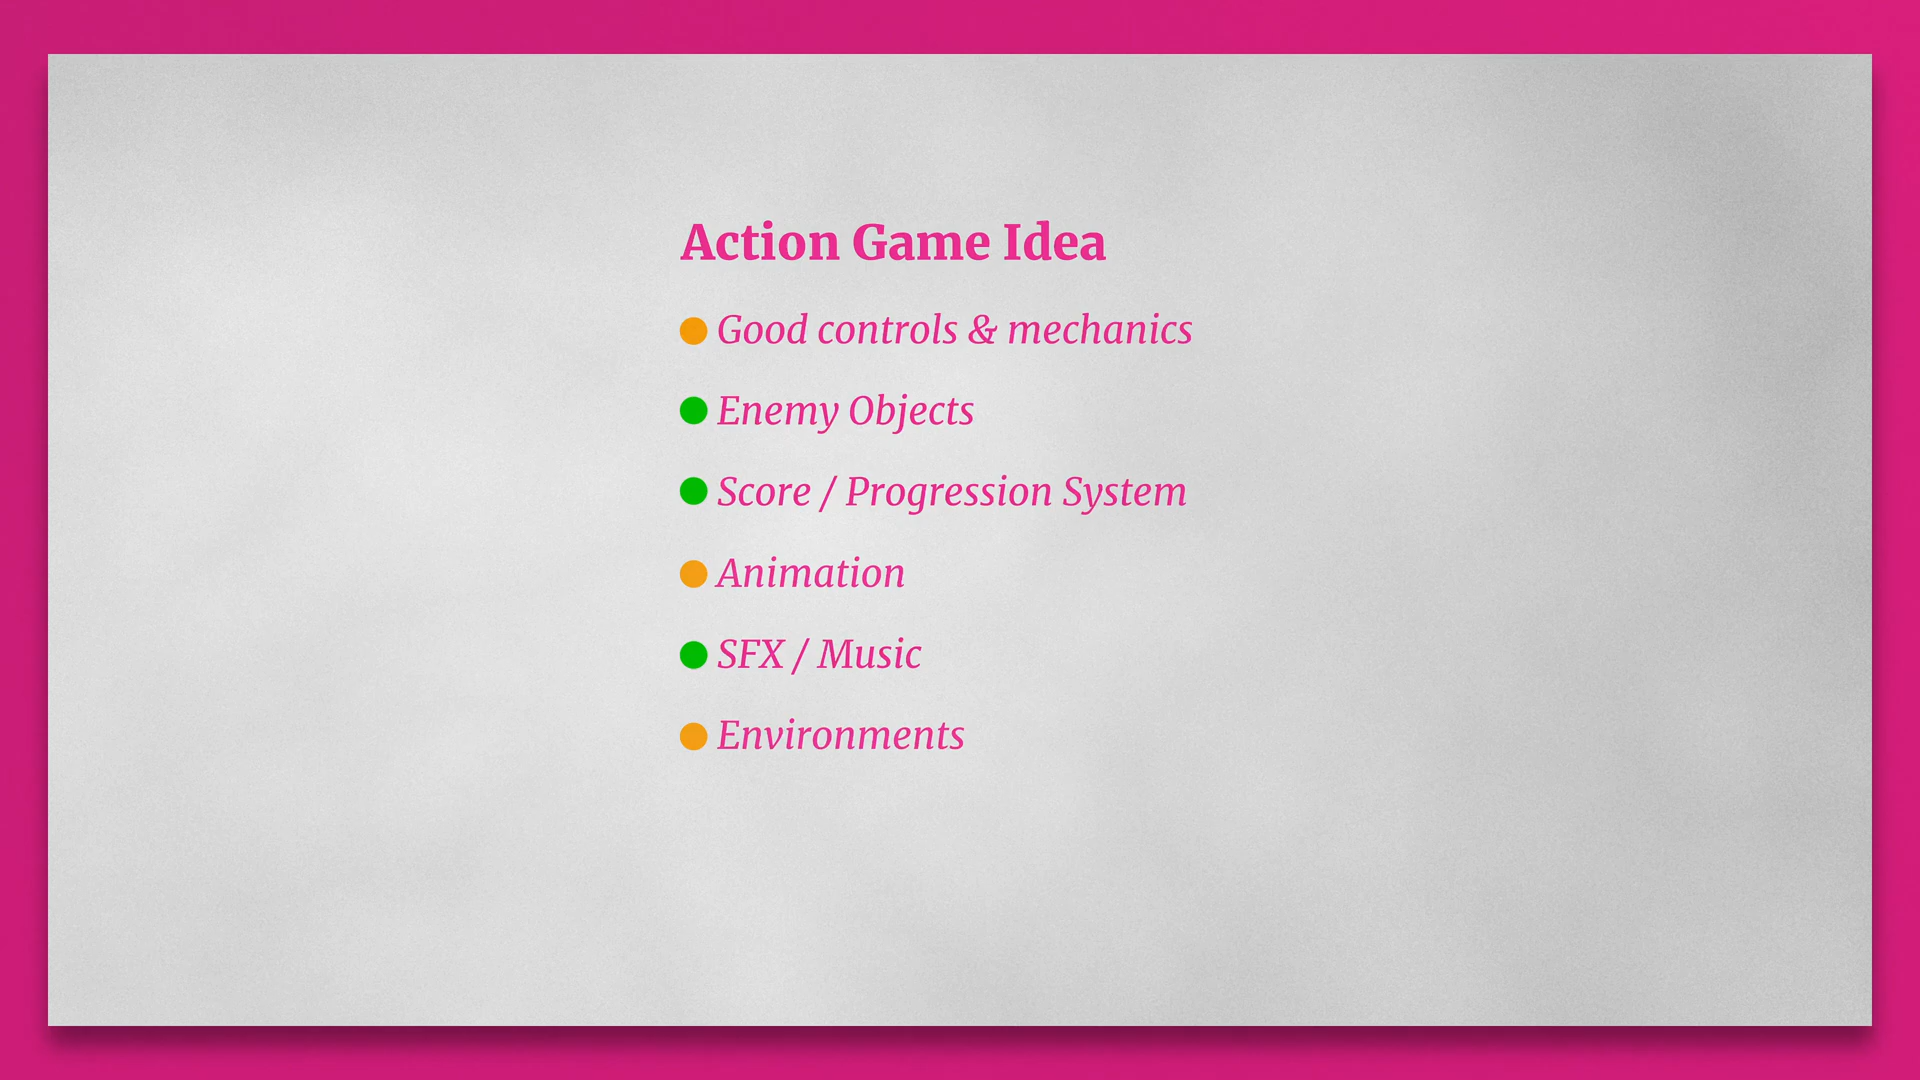 Action Game Idea
Good controls & mechanics
Enemy Objects
Score / Progression System
Animation
SFX / Music
Environments